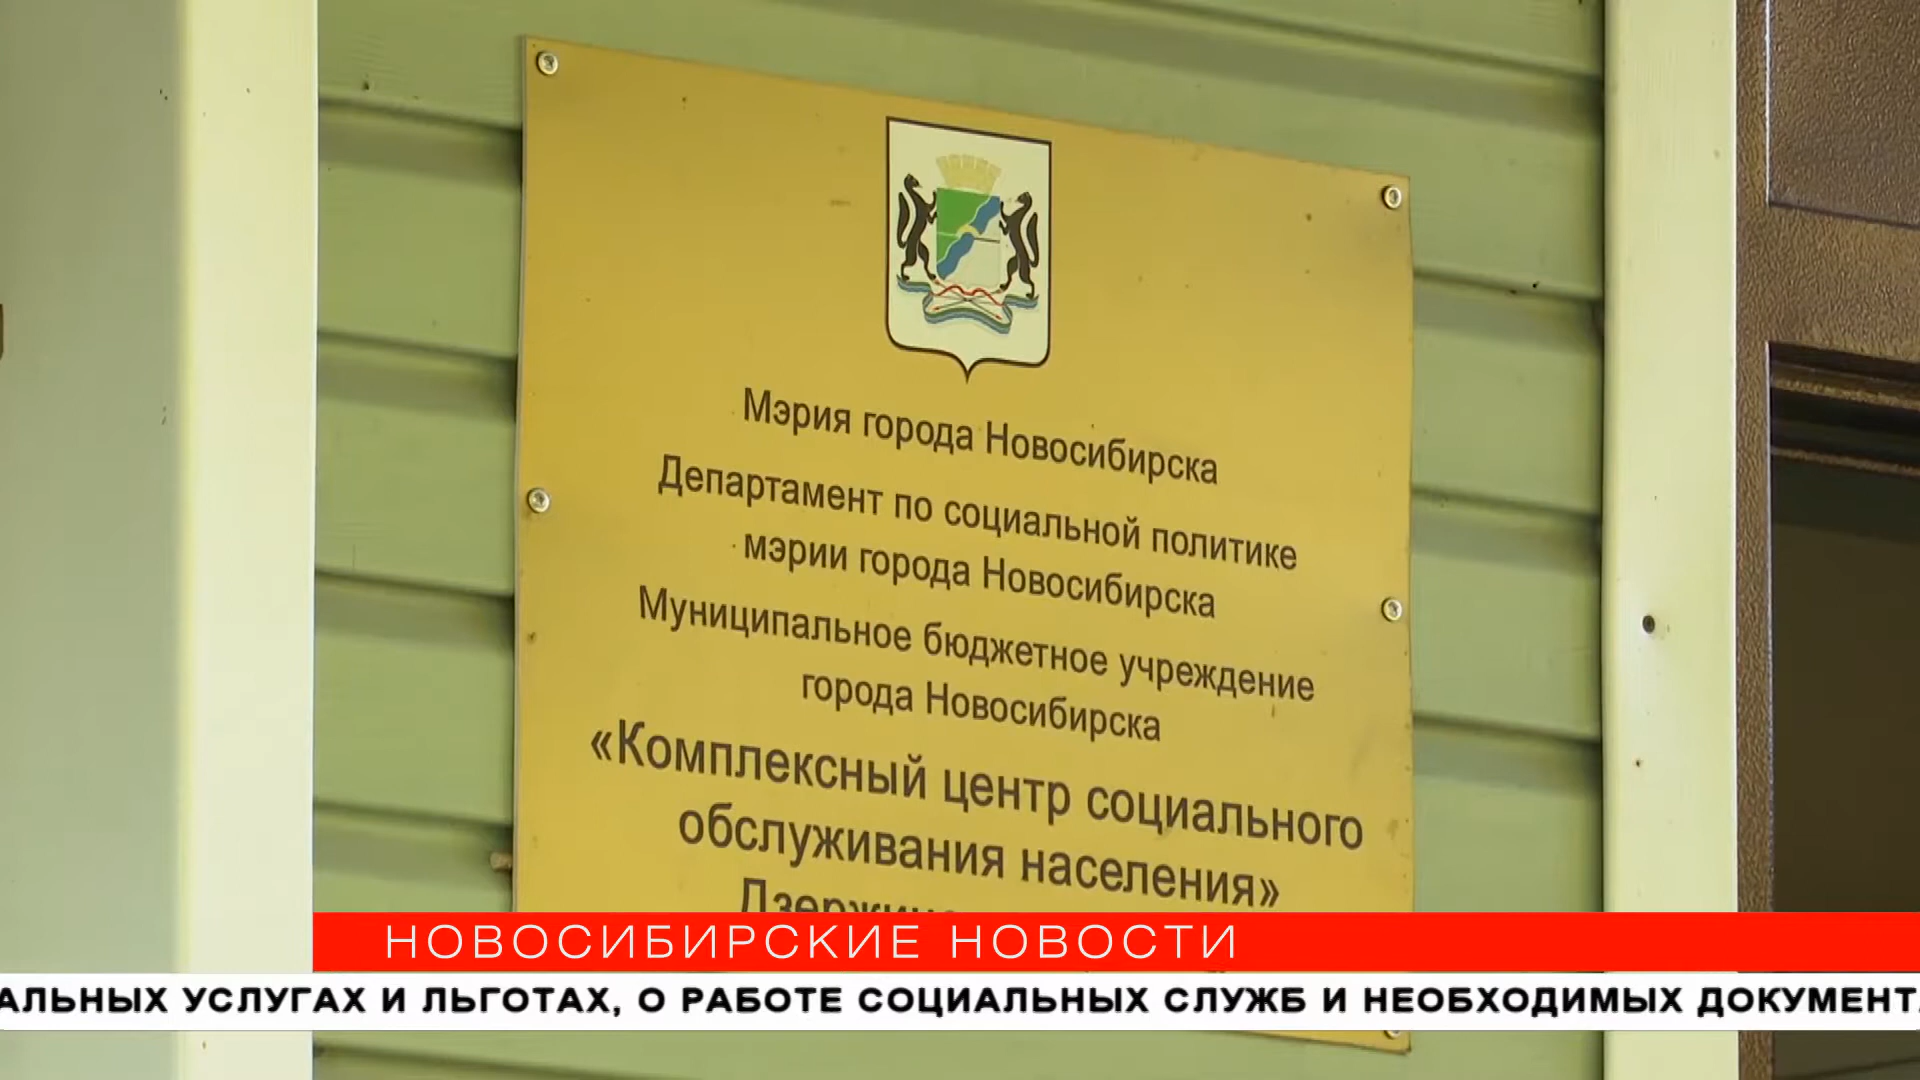 Мэрия города Новосибирска
Департамент по социальной политике
мэрии города Новосибирска
Муниципальное бюджетное учреждение
города Новосибирска
«Комплексный центр социального
обслуживания населения»
НОВОСИБИРСКИЕ НОВОСТИ
УСЛУГАХ И ЛЬГОТАХ, О РАБОТЕ СОЦИАЛЬНЫХ СЛУЖБ И НЕОБХОДИМЫХ